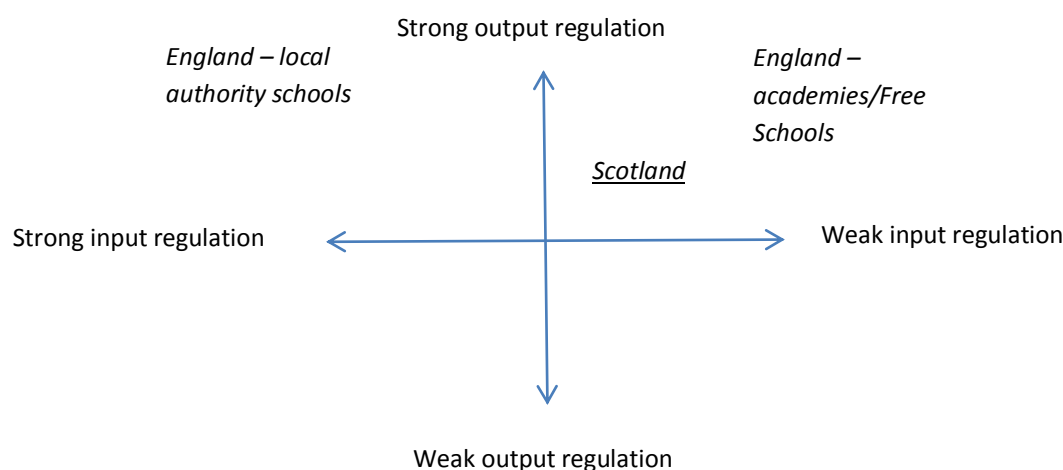 Strong output regulation
England – local
authority schools
England –
academies/Free
Schools
Scotland
Strong input regulation
Weak input regulation
Weak output regulation